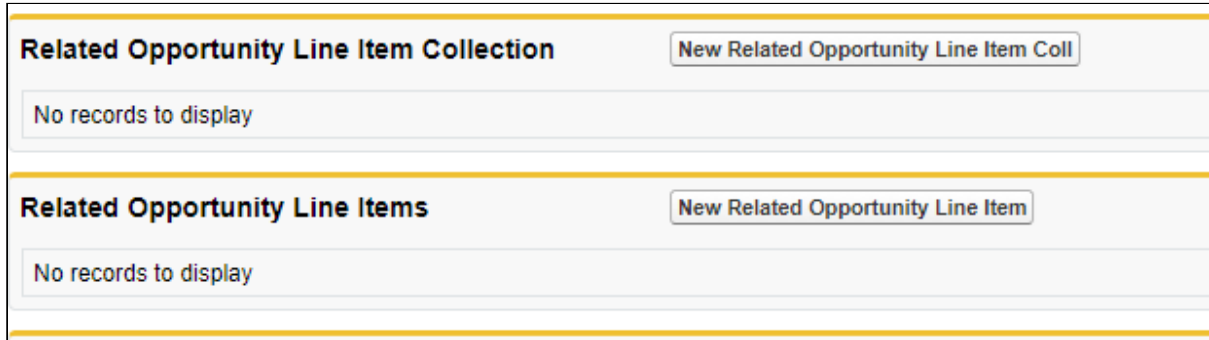 Related Opportunity Line Item Collection New Related Opportunity Line Item Coll
No records to display
Related Opportunity Line Items New Related Opportunity Line Item
No records to display